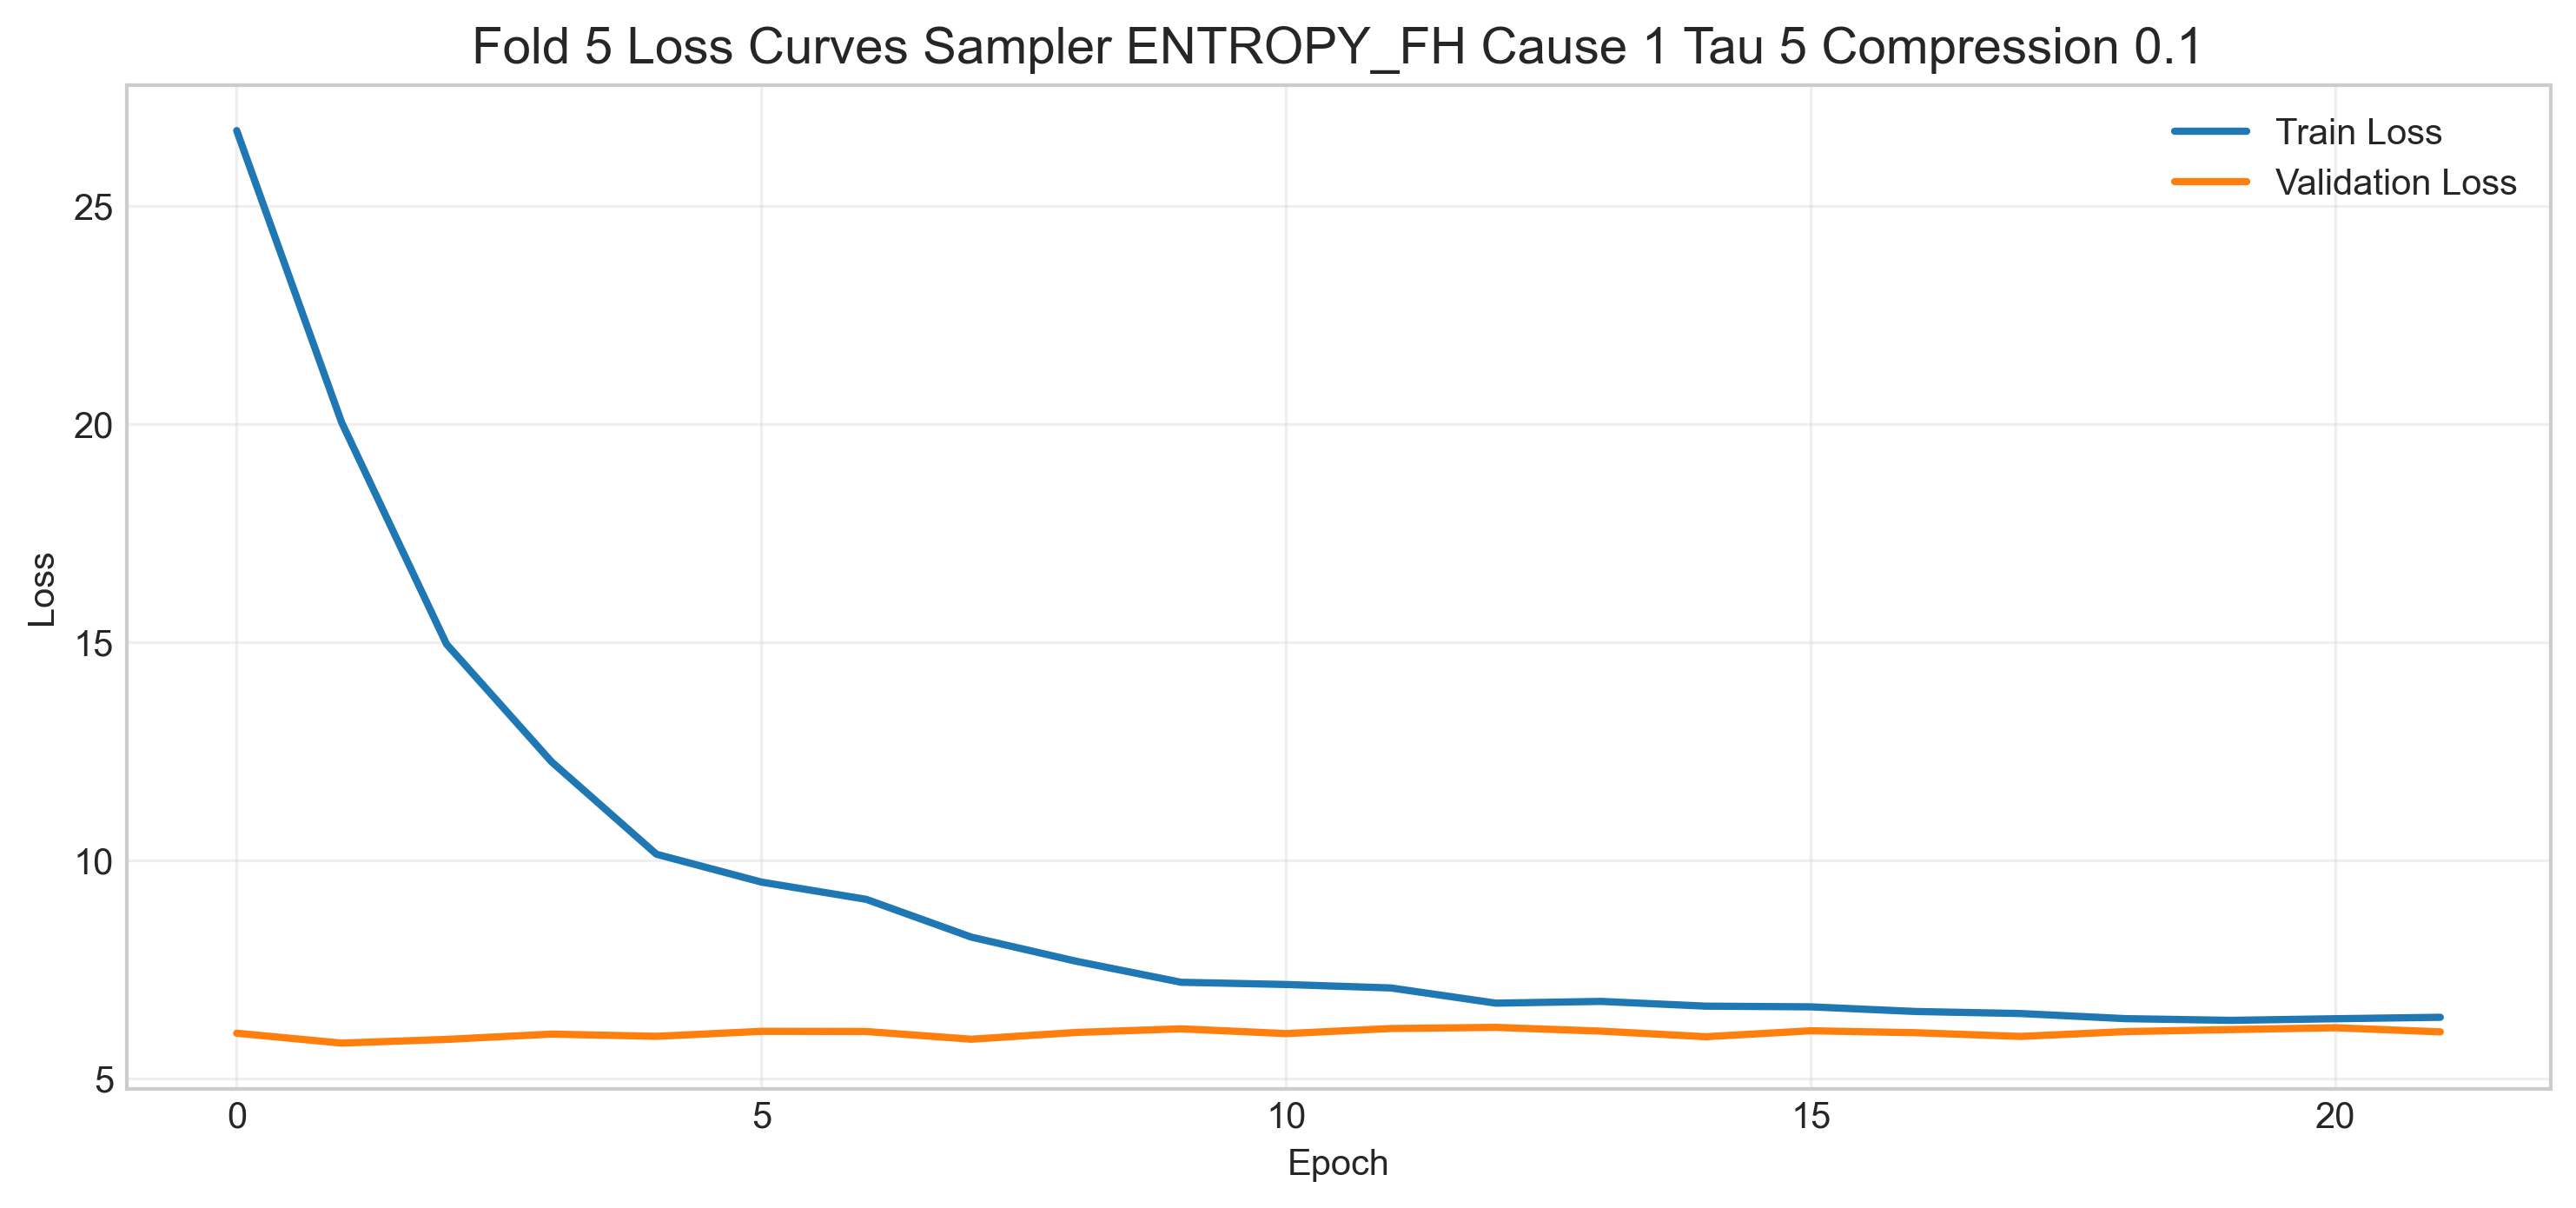 Fold 5 Loss Curves Sampler ENTROPY_FH Cause 1 Tau 5 Compression 0.1
Train Loss
Validation Loss
25
20
15
10
5
Loss
0 5 10 15 20
Epoch